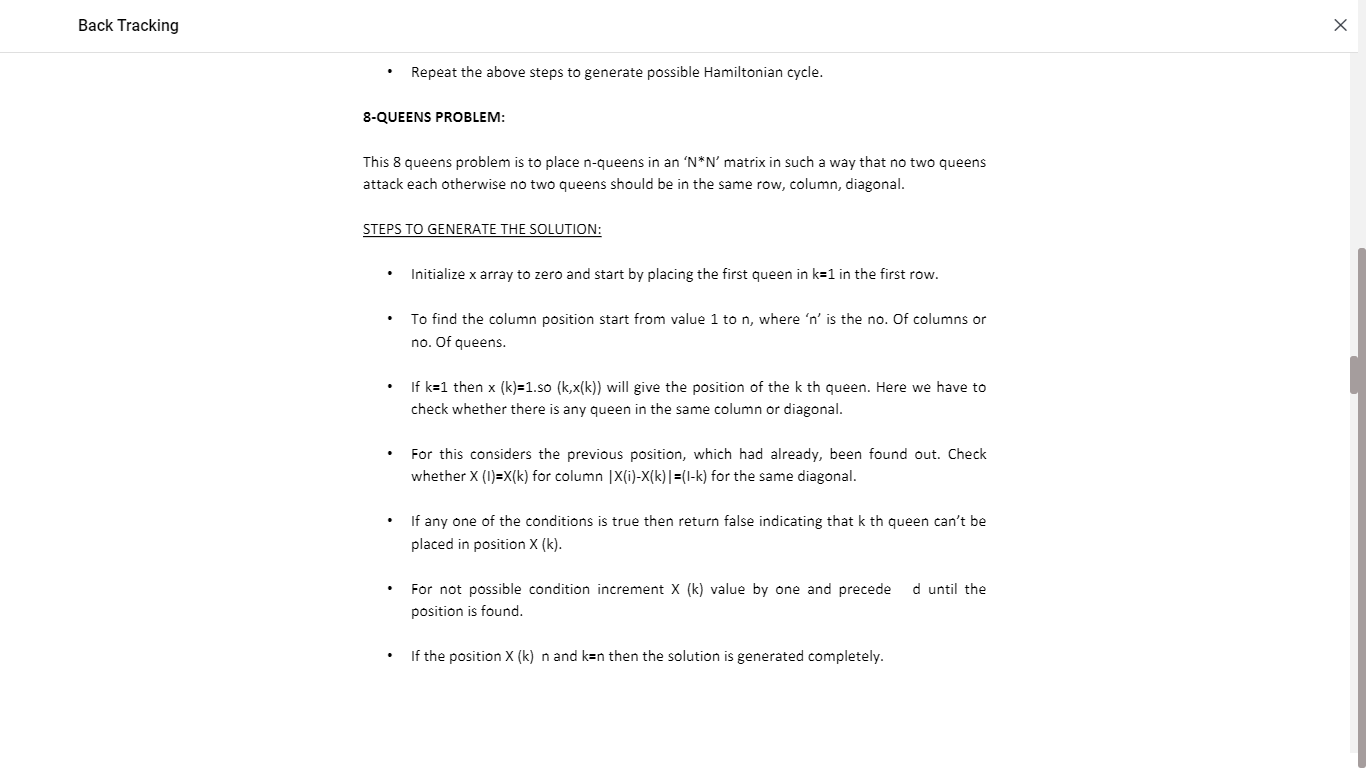 Back Tracking
• Repeat the above steps to generate possible Hamiltonian cycle.
8-QUEENS PROBLEM:
This 8 queens problem is to place n-queens in an ‘N*N’ matrix in such a way that no two queens
attack each otherwise no two queens should be in the same row, column, diagonal.
STEPS TO GENERATE THE SOLUTION:
• Initialize x array to zero and start by placing the first queen in k=1 in the first row.
• To find the column position start from value 1 to n, where ‘n’ is the no. Of columns or
no. Of queens.
• If k=1 then x (k)=1.so (k,x(k)) will give the position of the k th queen. Here we have to
check whether there is any queen in the same column or diagonal.
• For this considers the previous position, which had already, been found out. Check
whether X (I)=X(k) for column |X(i)-X(k)|=(I-k) for the same diagonal.
• If any one of the conditions is true then return false indicating that k th queen can’t be
placed in position X (k).
• For not possible condition increment X (k) value by one and precede d until the
position is found.
• If the position X (k) n and k=n then the solution is generated completely.